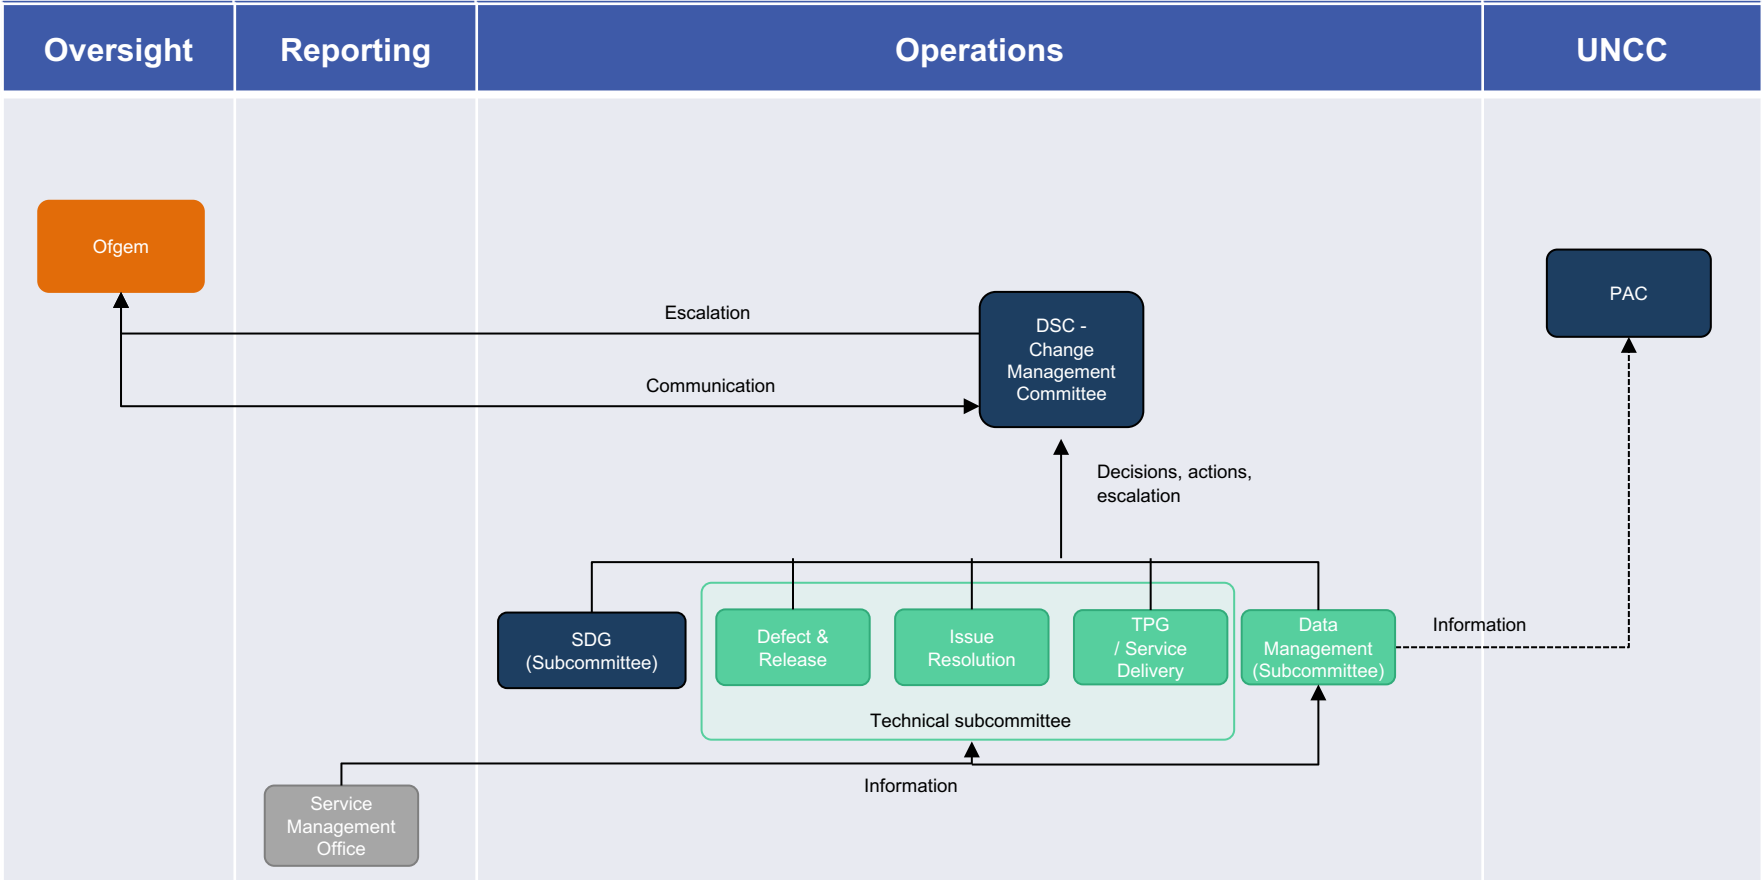 Oversight
Reporting
Operations
UNCC
Ofgem
Escalation
Communication
DSC -
Change
Management
Committee
PAC
Decisions, actions,
escalation
SDG
(Subcommittee)
Defect &
Release
Issue
Resolution
TPG
/ Service
Delivery
Data
Management
(Subcommittee)
Information
Technical subcommittee
Information
Service
Management
Office